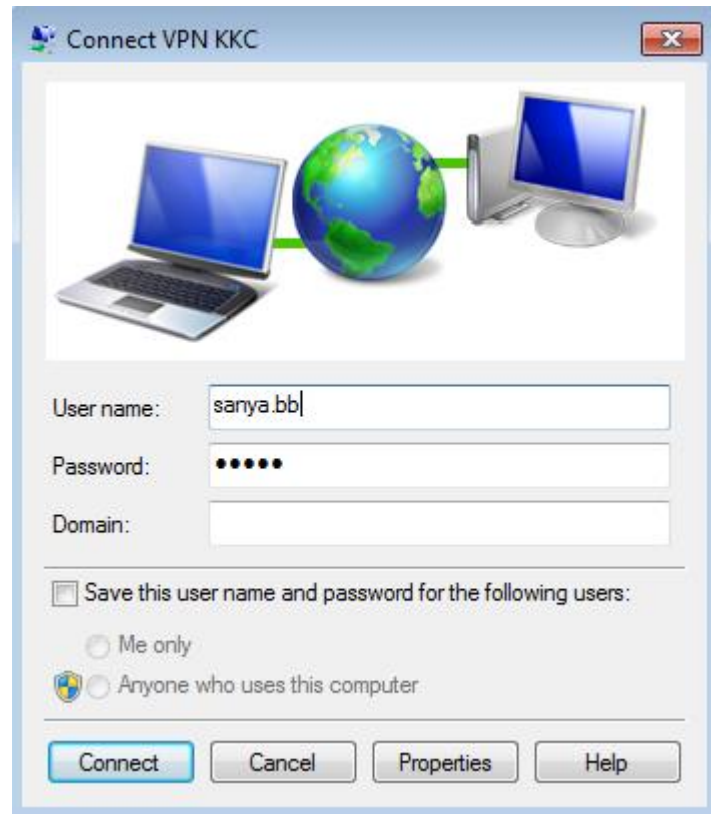 Connect VPN KKC
User name: sanya.bb
Password: •••••
Domain:
Save this user name and password for the following users:
Me only
Anyone who uses this computer
Connect Cancel Properties Help